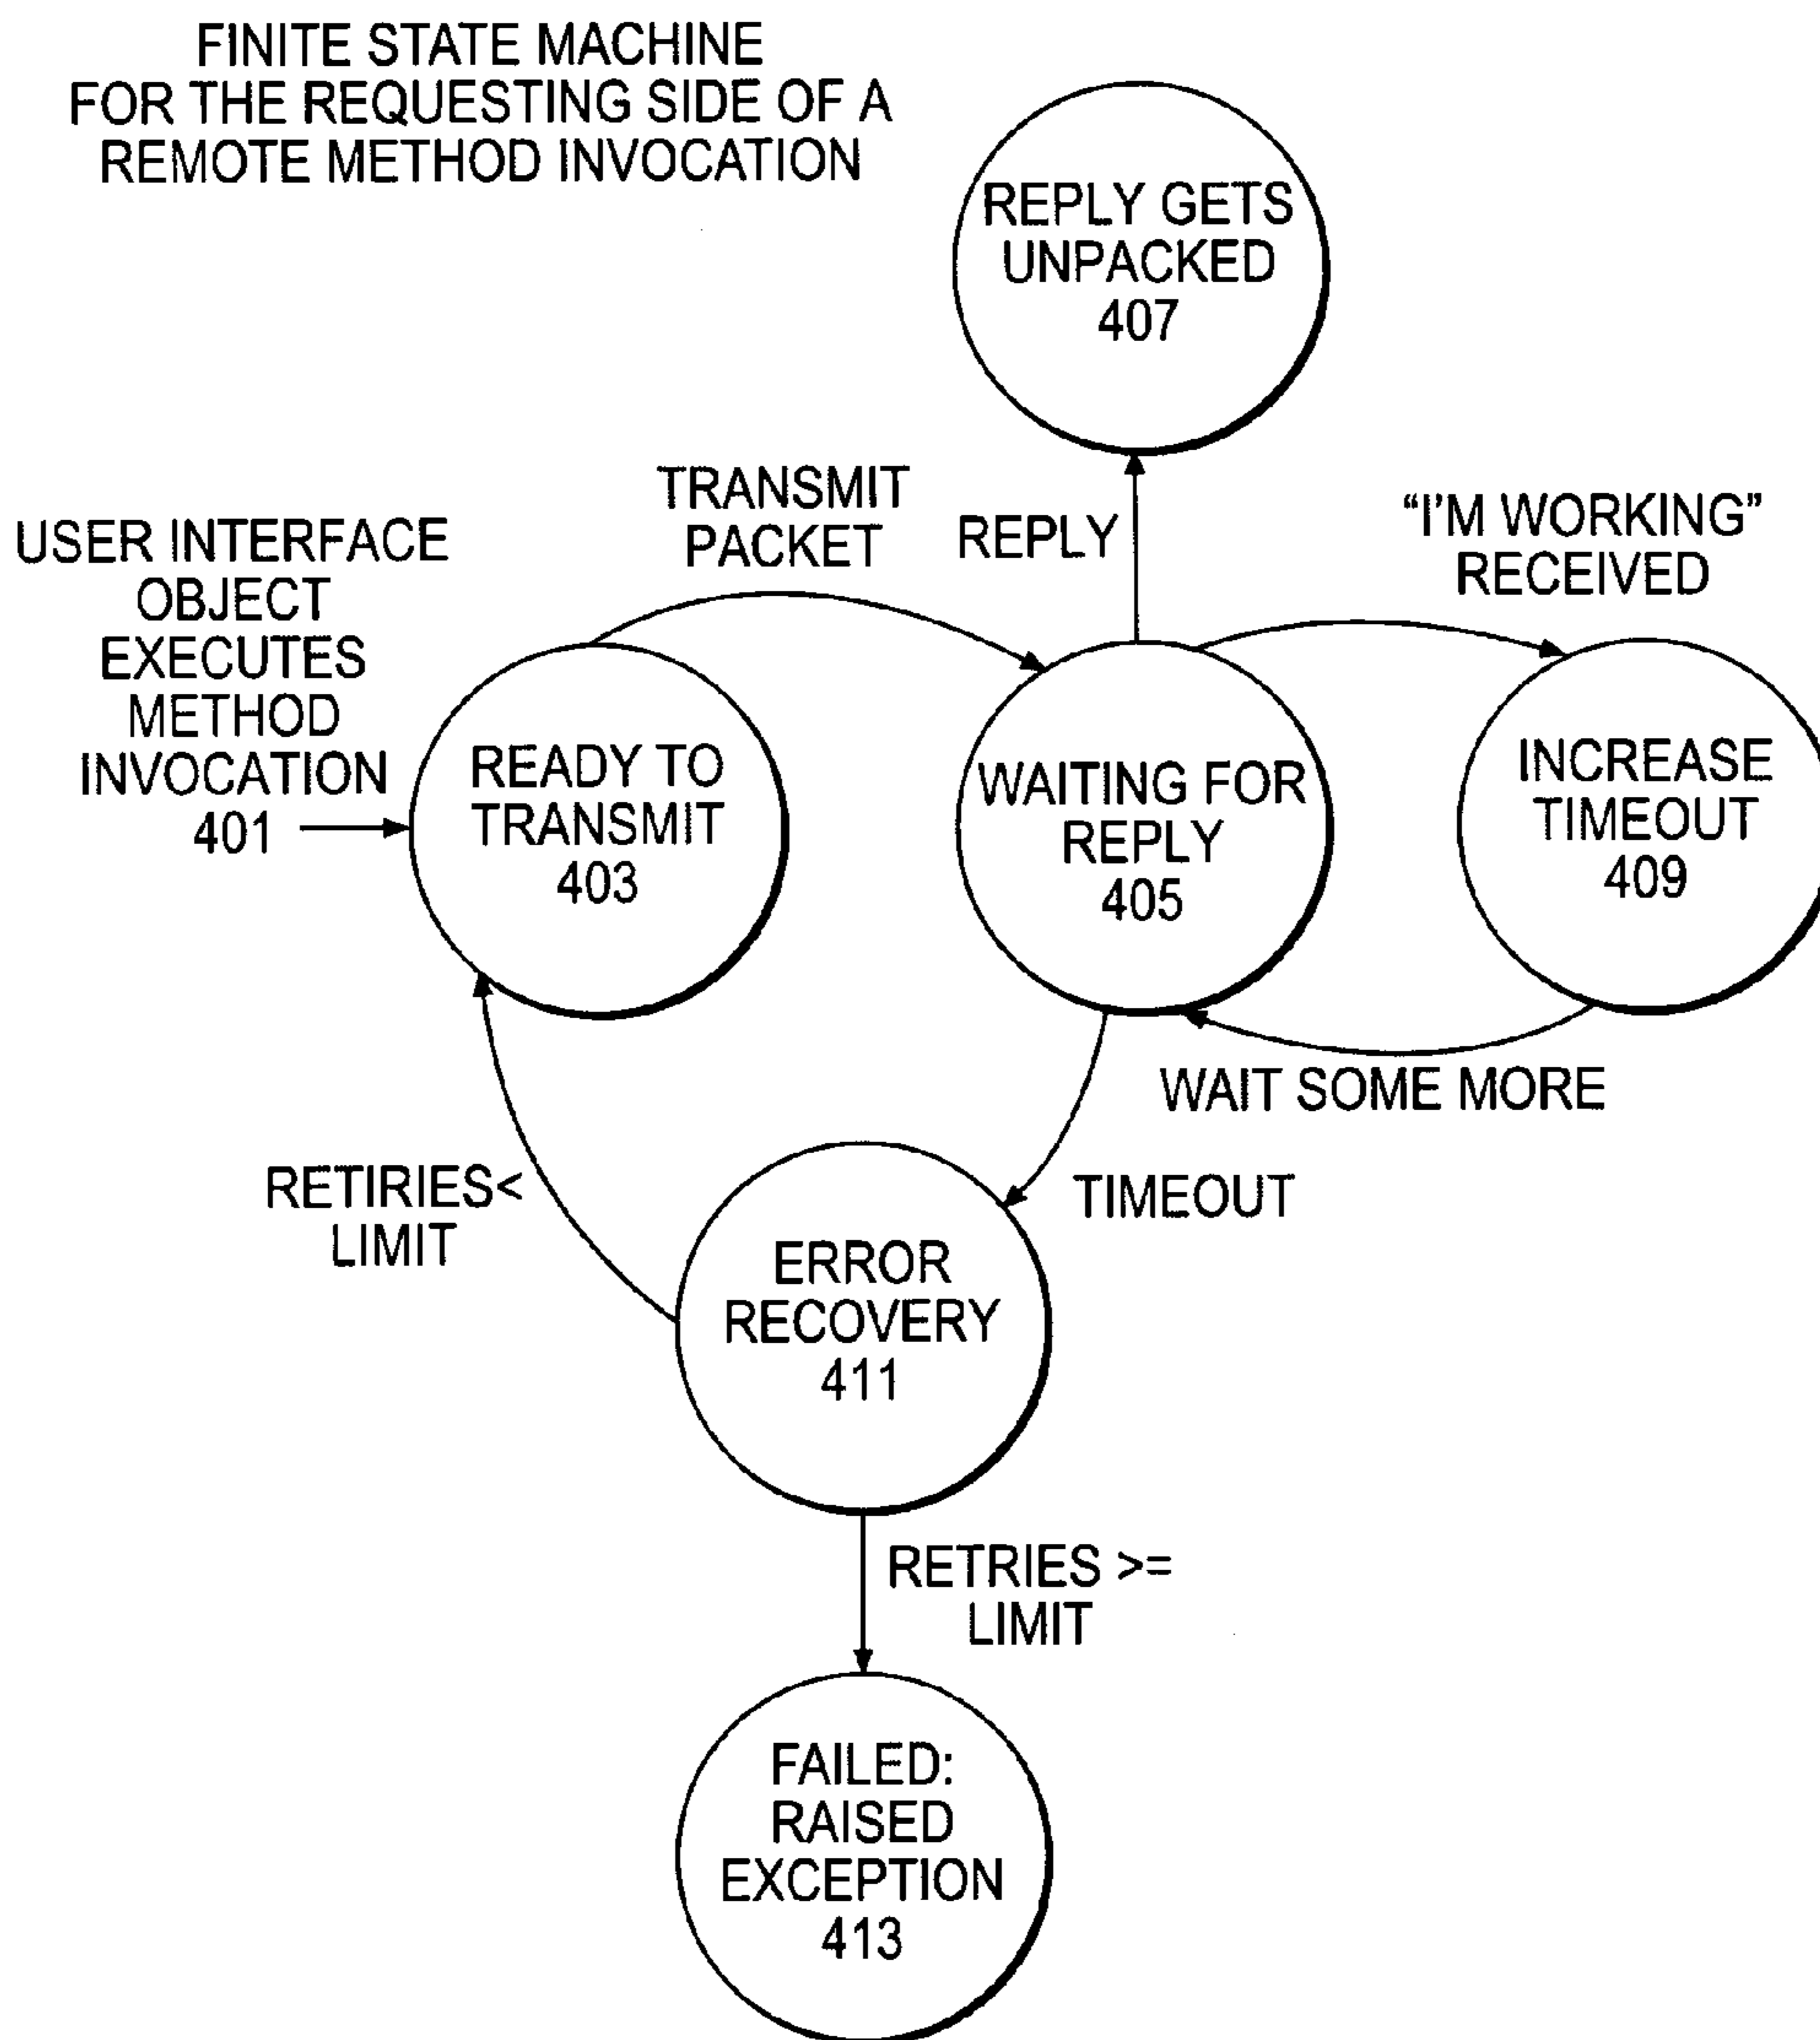 FINITE STATE MACHINE
FOR THE REQUESTING SIDE OF A
REMOTE METHOD INVOCATION
REPLY GETS
UNPACKED
407
TRANSMIT
PACKET
REPLY
“I'M WORKING”
RECEIVED
USER INTERFACE
OBJECT
EXECUTES
METHOD
INVOCATION
401
READY TO
TRANSMIT
403
WAITING FOR
REPLY
405
INCREASE
TIMEOUT
409
WAIT SOME MORE
RETIRIES<
LIMIT
TIMEOUT
ERROR
RECOVERY
411
RETRIES >=
LIMIT
FAILED:
RAISED
EXCEPTION
413